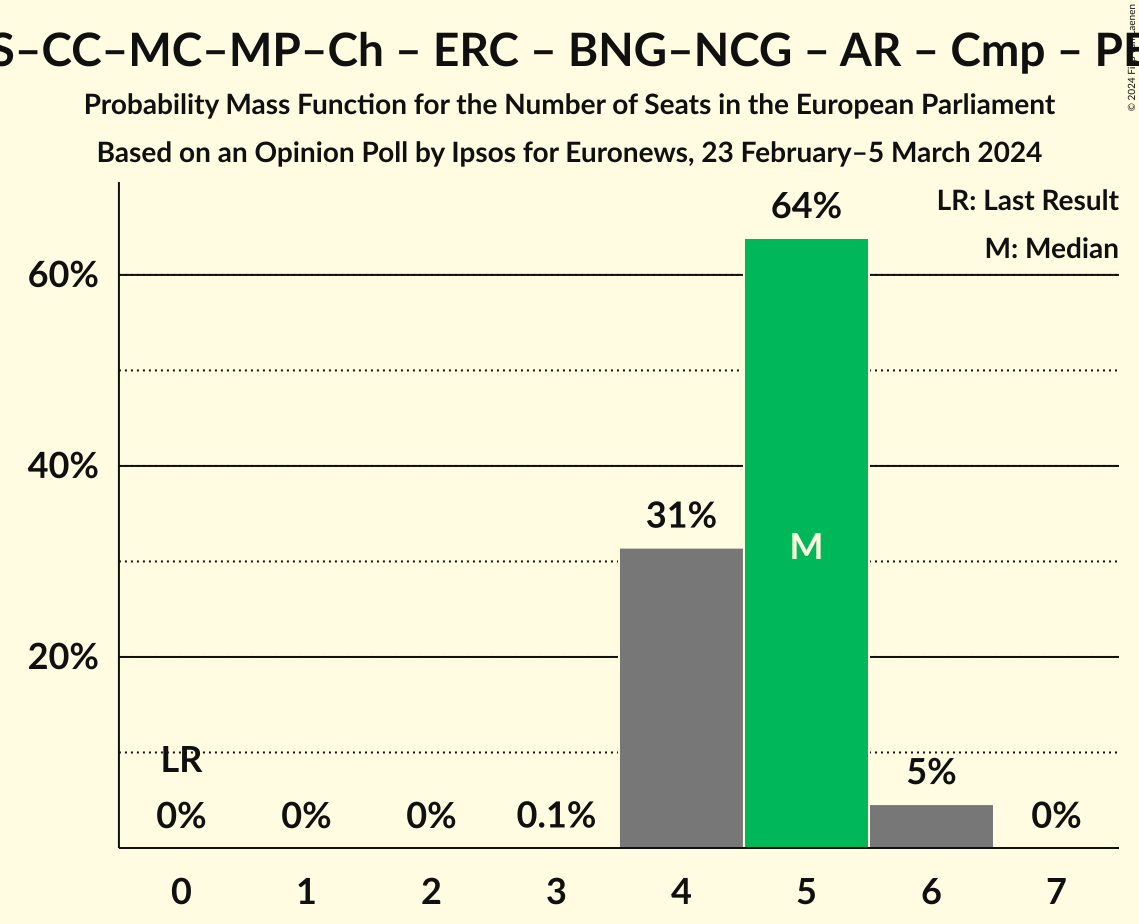 S–CC–MC–MP–Ch – ERC – BNG–NCG – AR – Cmp –
Probability Mass Function for the Number of Seats in the European Parliament
Based on an Opinion Poll by Ipsos for Euronews, 23 February–5 March 2024
© 2024
64%
LR: Last Result
M: Median
60%
40%
31%
M
20%
LR
5%
0% 0% 0% 0.1% 0%
0 1 2 3 4 5 6 7